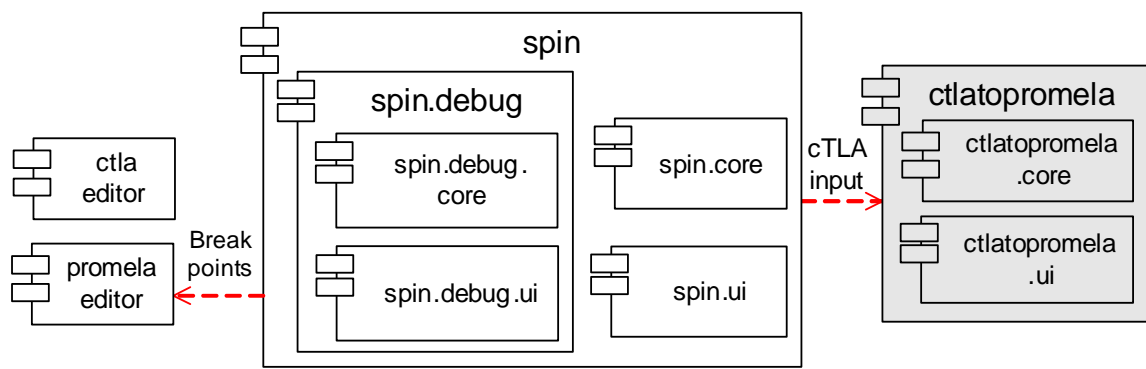 spin
spin.debug
spin.debug.
core
spin.debug.ui
spin.core
spin.ui
ctla
editor
promela
editor
Break
points
cTLA
input
ctlatopromela
ctlatopromela
.core
ctlatopromela
.ui